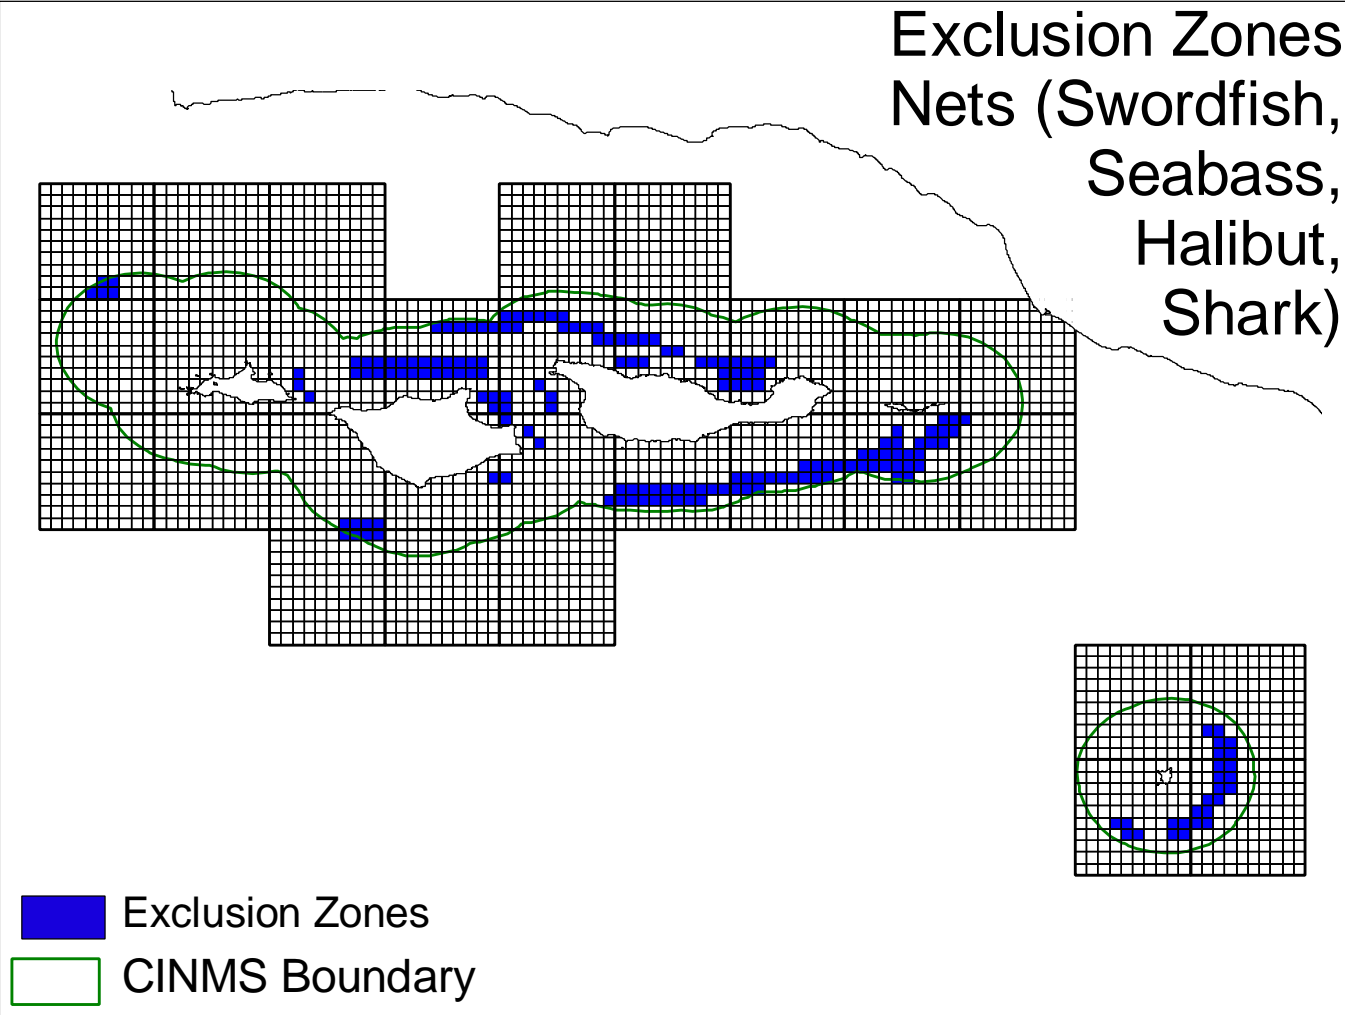 Exclusion Zones
Nets (Swordfish,
Seabass,
Halibut,
Shark)
Exclusion Zones
CINMS Boundary